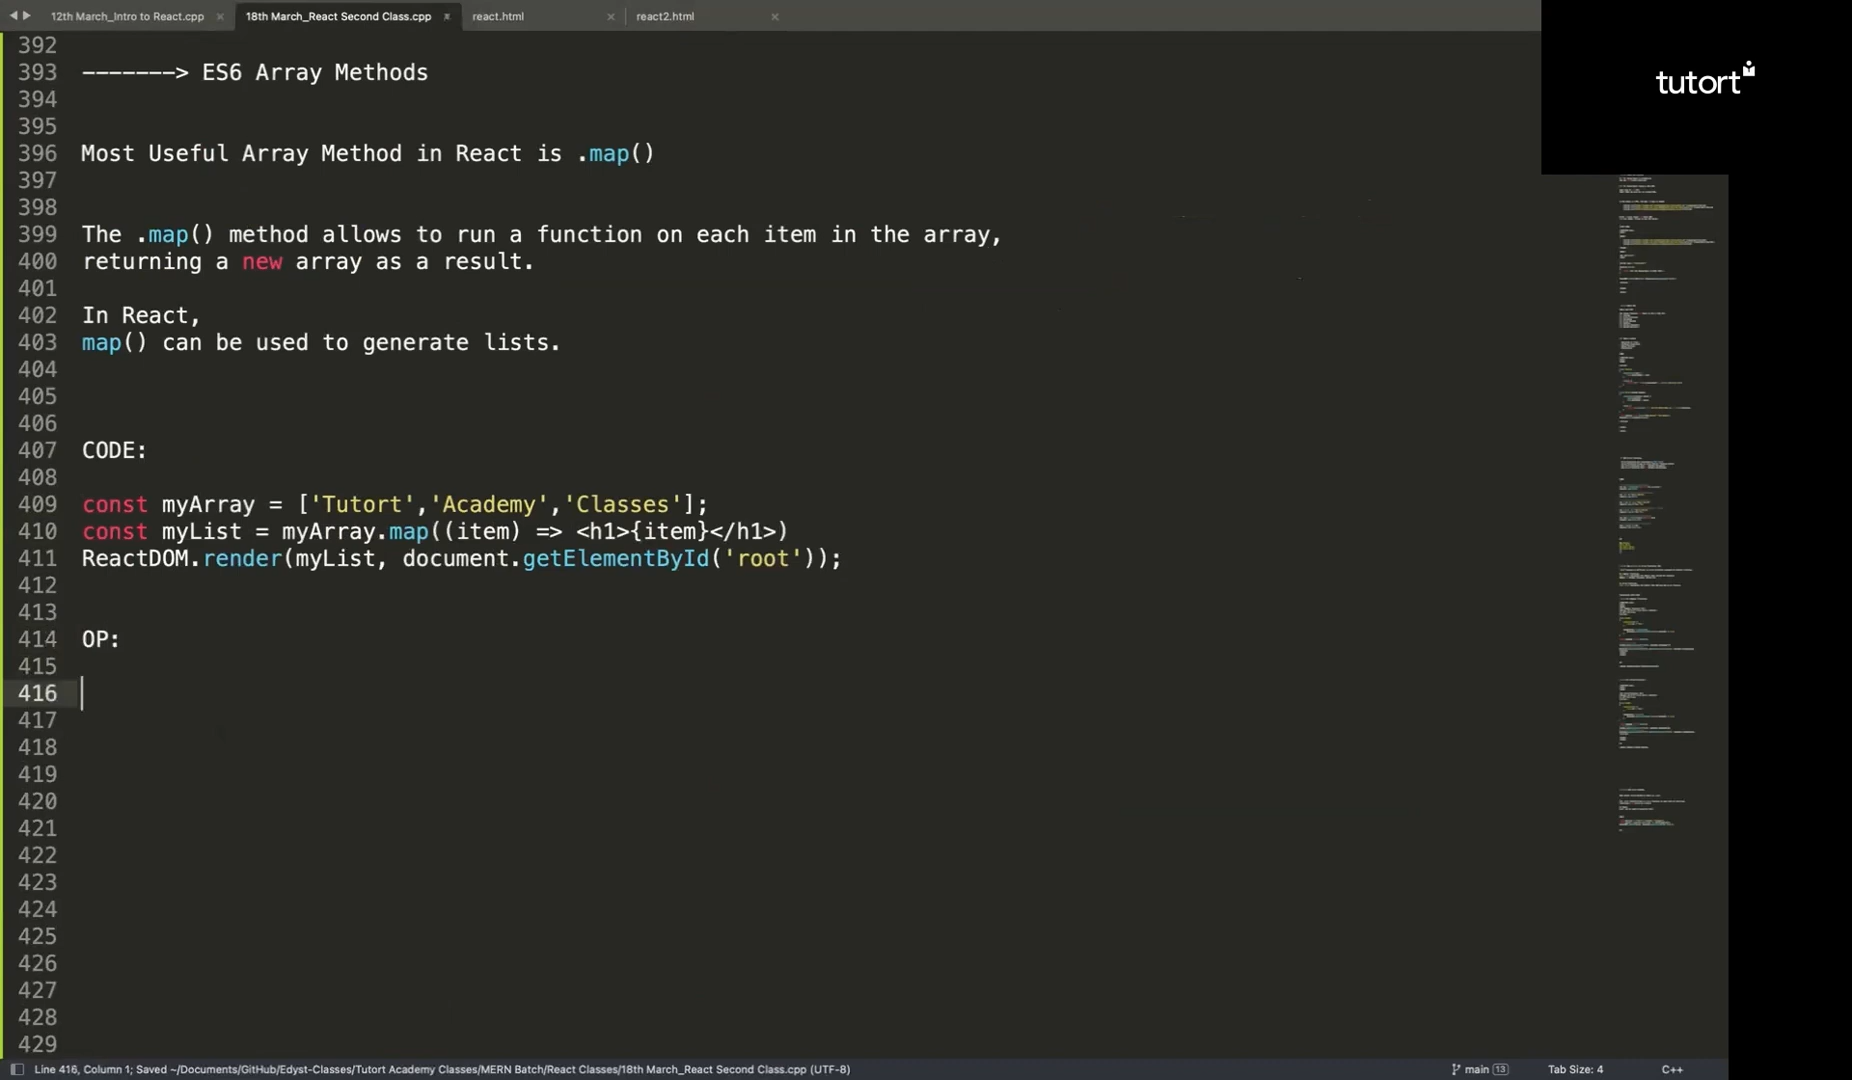 12th March_Intro to React.cpp
18th March_React Second Class.cpp
react.html
react2.html
tutort
392
393 -------> ES6 Array Methods
394
395
396 Most Useful Array Method in React is .map()
397
398
399 The .map() method allows to run a function on each item in the array,
400 returning a new array as a result.
401
402 In React,
403 map() can be used to generate lists.
404
405
406
407 CODE:
408
409 const myArray = ['Tutort','Academy','Classes'];
410 const myList = myArray.map((item) => <h1>{item}</h1>)
411 ReactDOM.render(myList, document.getElementById('root'));
412
413
414 OP:
415
416
417
418
419
420
421
422
423
424
425
426
427
428
429
Line 416, Column 1; Saved ~/Documents/GitHub/Edyst-Classes/Tutort Academy Classes/MERN Batch/React Classes/18th March_React Second Class.cpp (UTF-8)
main 13
Tab Size: 4
C++